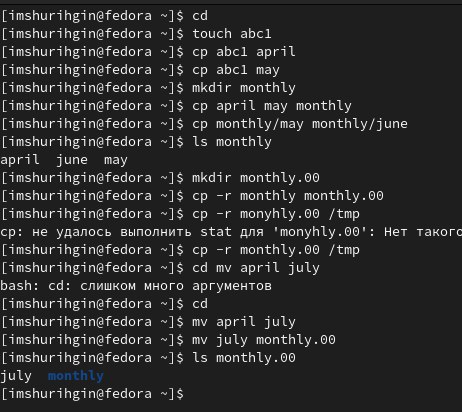 [imshurihgin@fedora ~]$ cd
[imshurihgin@fedora ~]$ touch abc1
[imshurihgin@fedora ~]$ cp abc1 april
[imshurihgin@fedora ~]$ cp abc1 may
[imshurihgin@fedora ~]$ mkdir monthly
[imshurihgin@fedora ~]$ cp april may monthly
[imshurihgin@fedora ~]$ cp monthly/may monthly/june
[imshurihgin@fedora ~]$ ls monthly
april  june  may
[imshurihgin@fedora ~]$ mkdir monthly.00
[imshurihgin@fedora ~]$ cp -r monthly monthly.00
[imshurihgin@fedora ~]$ cp -r monyhly.00 /tmp
cp: не удалось выполнить stat для 'monyhly.00': Нет такого
[imshurihgin@fedora ~]$ cp -r monthly.00 /tmp
[imshurihgin@fedora ~]$ cd mv april july
bash: cd: слишком много аргументов
[imshurihgin@fedora ~]$ cd
[imshurihgin@fedora ~]$ mv april july
[imshurihgin@fedora ~]$ mv july monthly.00
[imshurihgin@fedora ~]$ ls monthly.00
july  monthly
[imshurihgin@fedora ~]$